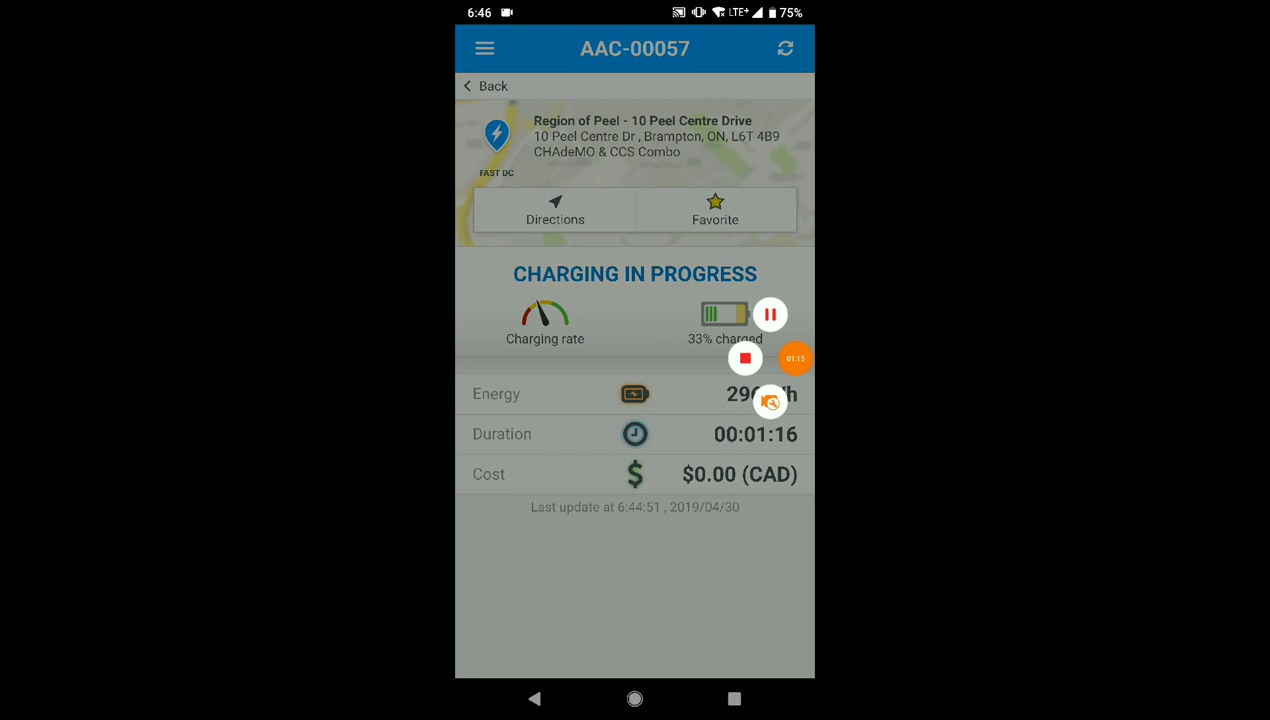 6:46 LTE+ 75%
AAC-00057
Back
Region of Peel - 10 Peel Centre Drive
10 Peel Centre Dr , Brampton, ON, L6T 4B9
CHAdeMO & CCS Combo
FAST DC
Directions Favorite
CHARGING IN PROGRESS
Charging rate 33% charged
01:15
Energy
Duration 00:01:16
Cost $ $0.00 (CAD)
Last update at 6:44:51 , 2019/04/30